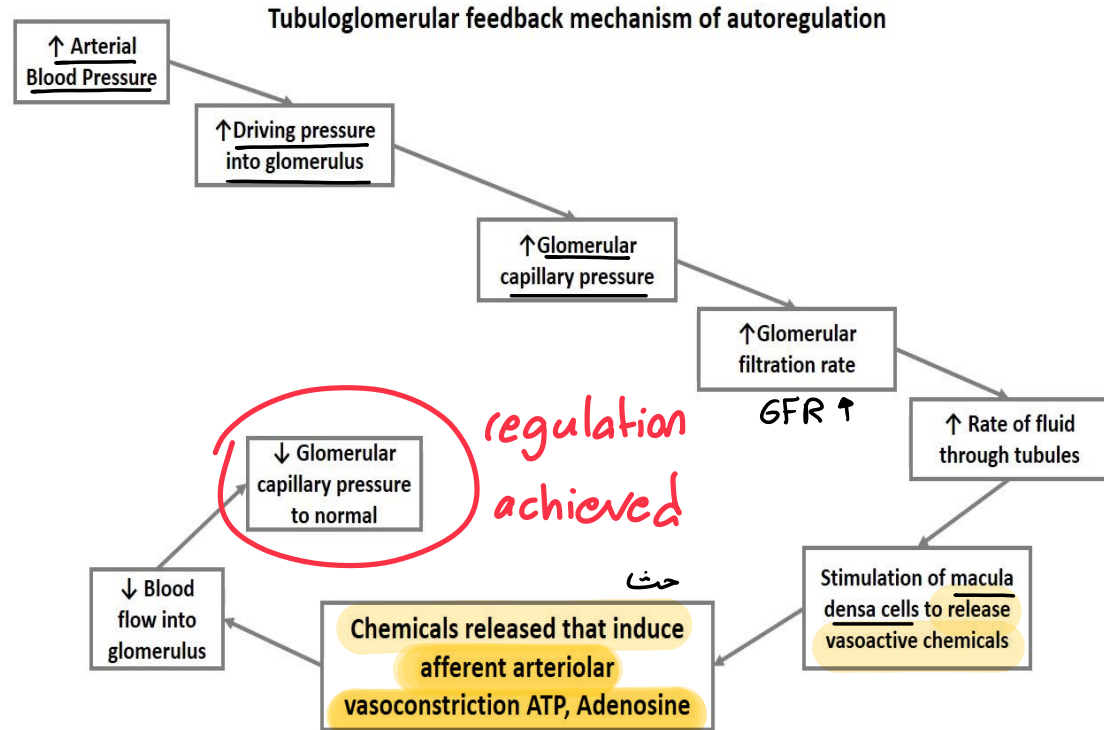 Tubuloglomerular feedback mechanism of autoregulation
↑ Arterial
Blood Pressure
↑Driving pressure
into glomerulus
↑Glomerular
capillary pressure
↑Glomerular
filtration rate
GFR ↑
↑ Rate of fluid
through tubules
Stimulation of macula
densa cells to release
vasoactive chemicals
حث
Chemicals released that induce
afferent arteriolar
vasoconstriction ATP, Adenosine
↓ Blood
flow into
glomerulus
↓ Glomerular
capillary pressure
to normal
regulation
achieved